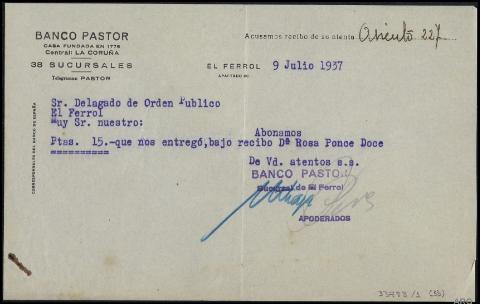 BANCO PASTOR
CASA FUNDADA EN 1776
Central: LA CORUÑA
38 SUCURSALES
Telegramas PASTOR
Acusamos recibo de su atenta Asiento 227
EL FERROL 9 Julio 1937
APARTADO
CORRESPONSALES DEL BANCO DE ESPAÑA
Sr. Delagado de Orden Publico
El Ferrol
Muy Sr. nuestro:
Abonamos
Ptas. 15.-que nos entregó,bajo recibo Dª Rosa Ponce Doce
==========
De Vd. atentos s.s.
BANCO PASTOR
Sucursal de El Ferrol
APODERADOS